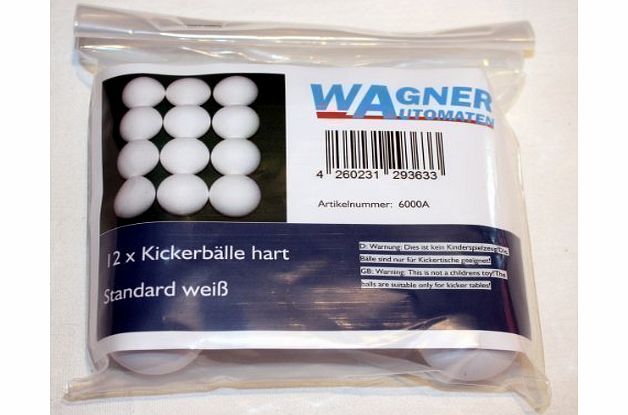 WAGNER
AUTOMATEN
4 260231 293633
Artikelnummer: 6000A
12 x Kickerbälle hart
Standard weiß
D: Warnung: Dies ist kein Kinderspielzeug! Die
Bälle sind nur für Kickertische geeignet!
GB: Warning: This is not a childrens toy! The
balls are suitable only for kicker tables!